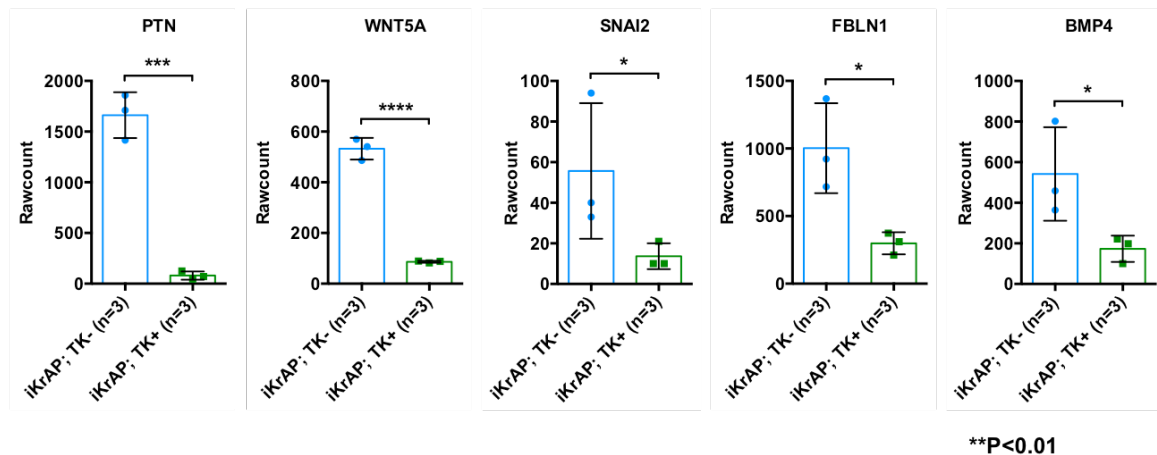 PTN
***
2000
1500
1000
500
0
Rawcount
iKrAP; TK- (n=3)
iKrAP; TK+ (n=3)
WNT5A
****
800
600
400
200
0
Rawcount
iKrAP; TK- (n=3)
iKrAP; TK+ (n=3)
SNAI2
*
100
80
60
40
20
0
Rawcount
iKrAP; TK- (n=3)
iKrAP; TK+ (n=3)
FBLN1
*
1500
1000
500
0
Rawcount
iKrAP; TK- (n=3)
iKrAP; TK+ (n=3)
BMP4
*
1000
800
600
400
200
0
Rawcount
iKrAP; TK- (n=3)
iKrAP; TK+ (n=3)
**P<0.01